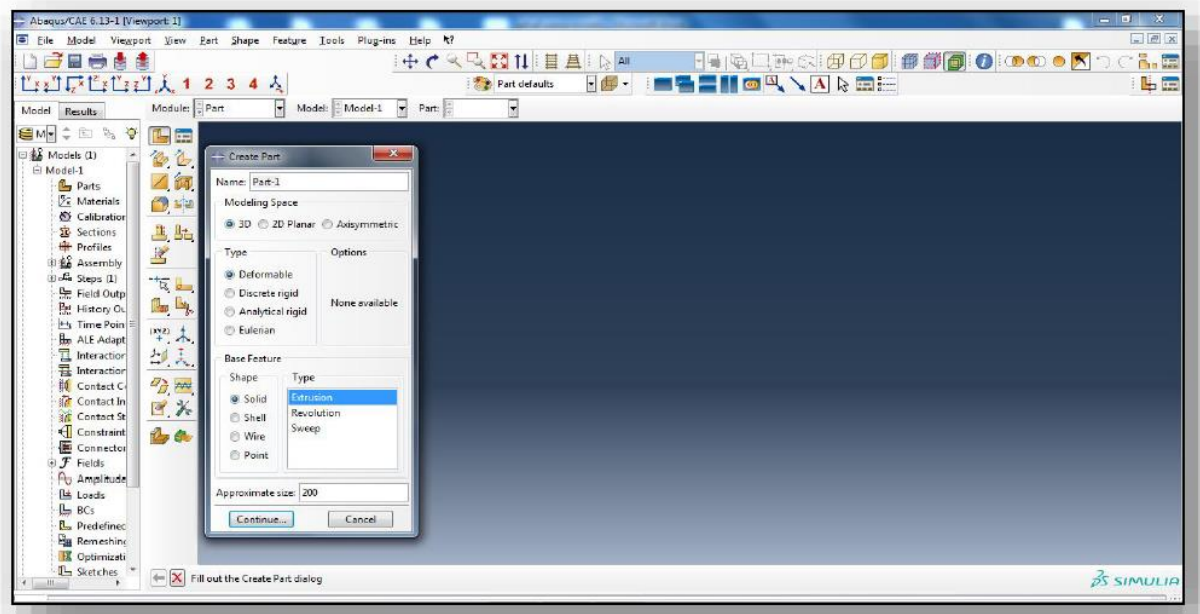 Abaqus/CAE 6.13-1 [Viewport: 1]
File Model Viewport View Part Shape Feature Tools Plug-ins Help
All
1 2 3 4
Part defaults
Model Results
Module: Part Model: Model-1 Part:
Models (1)
Model-1
Parts
Materials
Calibration
Sections
Profiles
Assembly
Steps (1)
Field Outp
History Ou
Time Poin
ALE Adapt
Interaction
Interaction
Contact C
Contact In
Contact St
Constraint
Connector
Fields
Amplitude
Loads
BCs
Predefined
Remeshing
Optimizati
Sketches
Create Part
Name: Part-1
Modeling Space
3D 2D Planar Axisymmetric
Type Options
Deformable
Discrete rigid
Analytical rigid
Eulerian
None available
Base Feature
Shape Type
Solid
Shell
Wire
Point
Extrusion
Revolution
Sweep
Approximate size: 200
Continue... Cancel
Fill out the Create Part dialog
SIMULIA